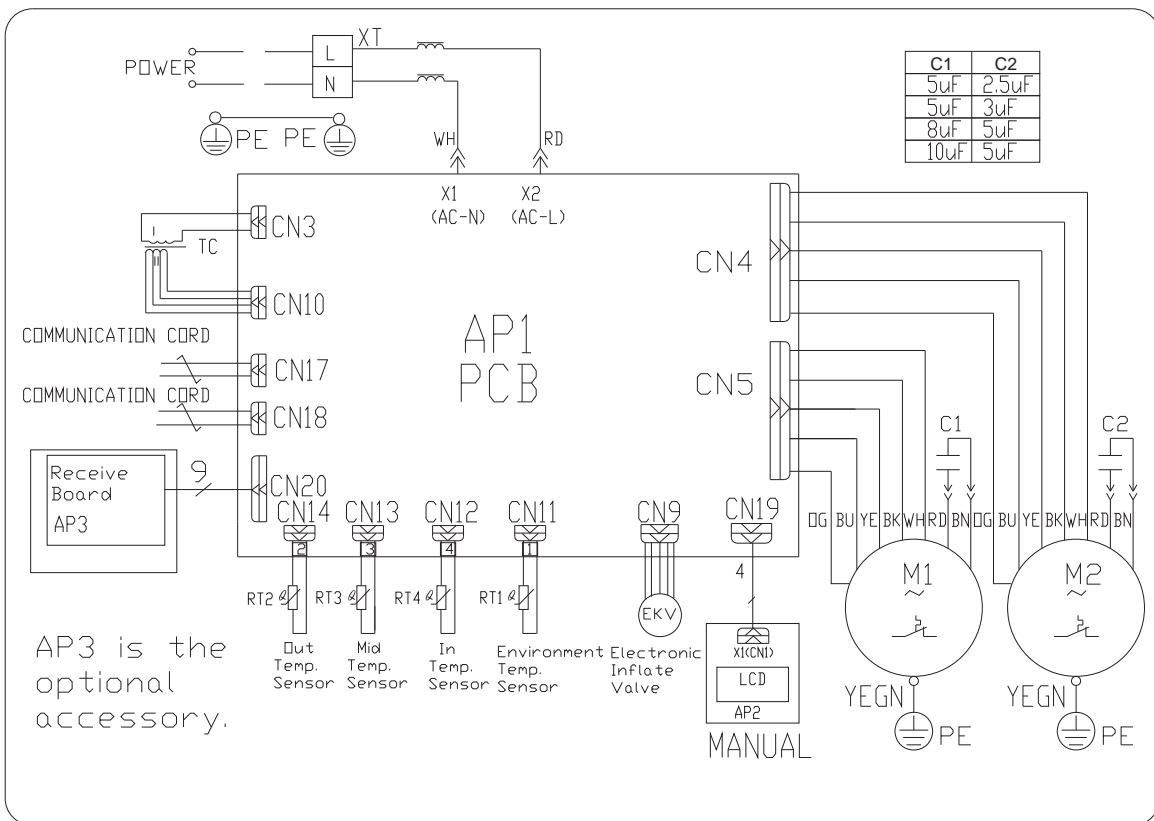 XT
POWER
L
N
PE PE
WH
RD
X1
(AC-N)
X2
(AC-L)
C1 C2
5uF 2.5uF
5uF 3uF
8uF 5uF
10uF 5uF
I
II
TC
CN3
CN10
COMMUNICATION CORD
CN17
COMMUNICATION CORD
CN18
AP1
PCB
CN4
CN5
Receive
Board
AP3
9
CN20
CN14
CN13
CN12
CN11
CN9
CN19
2
3
4
1
4
RT2
RT3
RT4
RT1
Out
Temp.
Sensor
Mid
Temp.
Sensor
In
Temp.
Sensor
Environment
Temp.
Sensor
EKV
Electronic
Inflate
Valve
X1(CN1)
LCD
AP2
MANUAL
C1
C2
OG BU YE BK WH RD BN
OG BU YE BK WH RD BN
M1
~
M2
~
YEGN
PE
YEGN
PE
AP3 is the
optional
accessory.